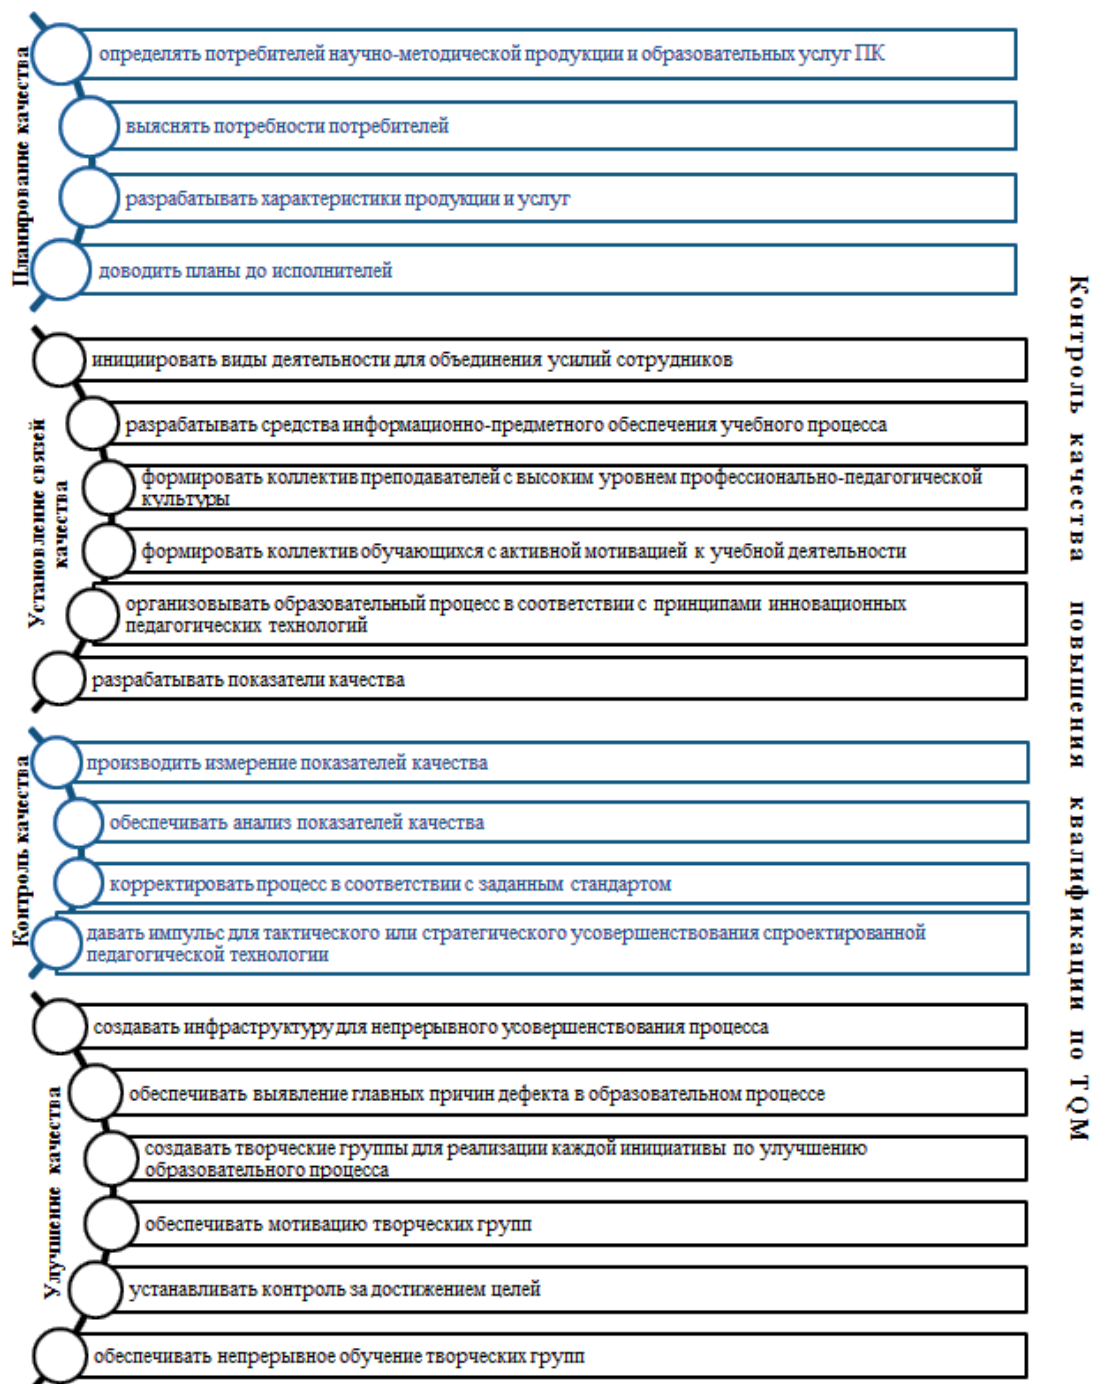 Планирование качества
определять потребителей научно-методической продукции и образовательных услуг ПК
выяснять потребности потребителей
разрабатывать характеристики продукции и услуг
доводить планы до исполнителей
Установление связей
качества
инициировать виды деятельности для объединения усилий сотрудников
разрабатывать средства информационно-предметного обеспечения учебного процесса
формировать коллектив преподавателей с высоким уровнем профессионально-педагогической
культуры
формировать коллектив обучающихся с активной мотивацией к учебной деятельности
организовывать образовательный процесс в соответствии с принципами инновационных
педагогических технологий
разрабатывать показатели качества
Контроль качества
производить измерение показателей качества
обеспечивать анализ показателей качества
корректировать процесс в соответствии с заданным стандартом
давать импульс для тактического или стратегического усовершенствования спроектированной
педагогической технологии
Улучшение качества
создавать инфраструктуру для непрерывного усовершенствования процесса
обеспечивать выявление главных причин дефекта в образовательном процессе
создавать творческие группы для реализации каждой инициативы по улучшению
образовательного процесса
обеспечивать мотивацию творческих групп
устанавливать контроль за достижением целей
обеспечивать непрерывное обучение творческих групп
Контроль качества повышения квалификации по TQM